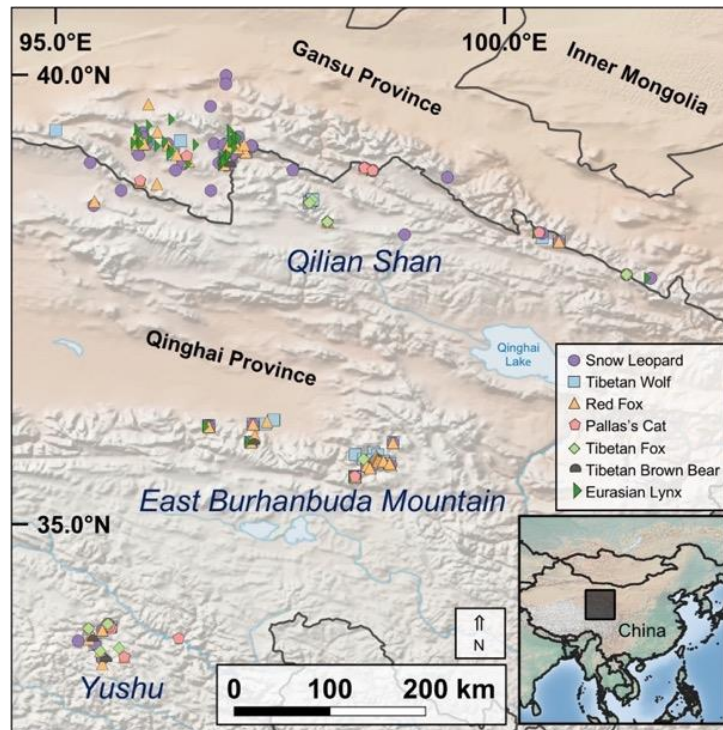 95.0°E
100.0°E
40.0°N
Gansu Province
Inner Mongolia
Qilian Shan
Qinghai Province
Qinghai
Lake
Snow Leopard
Tibetan Wolf
Red Fox
Pallas's Cat
Tibetan Fox
Tibetan Brown Bear
Eurasian Lynx
East Burhanbuda Mountain
35.0°N
China
N
Yushu
0 100 200 km